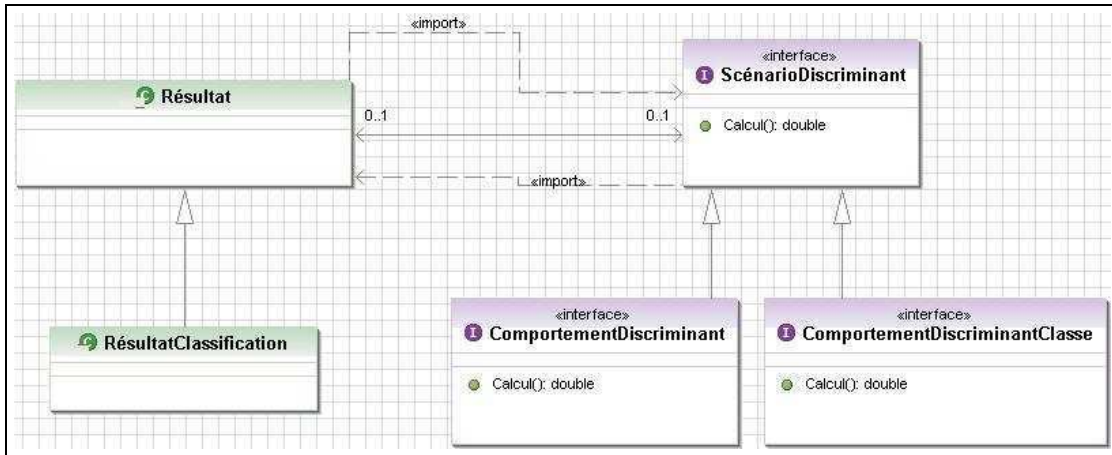 «import»
«interface»
ScénarioDiscriminant
Résultat
0..1
0..1
Calcul(): double
«import»
«interface»
ComportementDiscriminant
«interface»
ComportementDiscriminantClasse
RésultatClassification
Calcul(): double
Calcul(): double